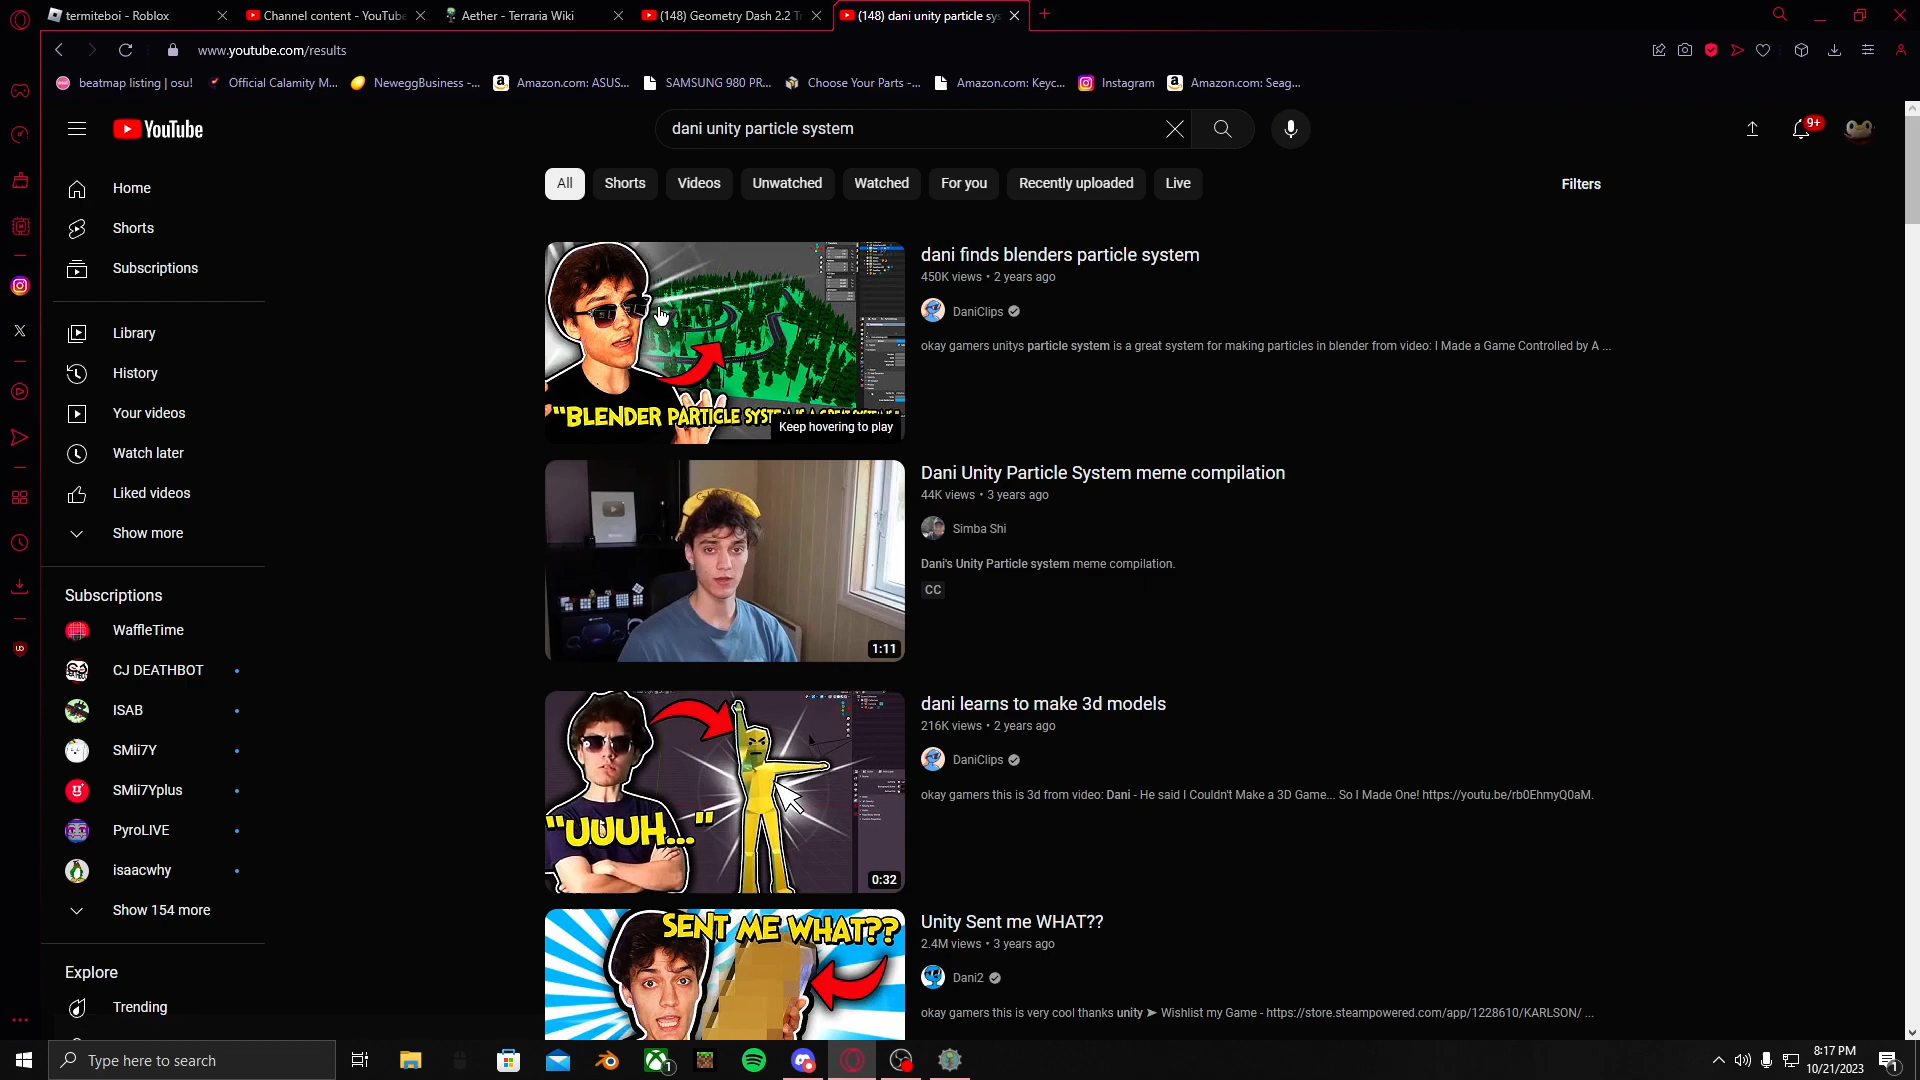 termiteboi - Roblox
Channel content - YouTube
Aether - Terraria Wiki
(148) Geometry Dash 2.2 Tr
(148) dani unity particle sys
www.youtube.com/results
beatmap listing | osu!
Official Calamity M...
NeweggBusiness -...
Amazon.com: ASUS...
SAMSUNG 980 PR...
Choose Your Parts -...
Amazon.com: Keyc...
Instagram
Amazon.com: Seag...
YouTube
dani unity particle system
9+
Home
Shorts
Subscriptions
Library
History
Your videos
Watch later
Liked videos
Show more
Subscriptions
WaffleTime
CJ DEATHBOT
ISAB
SMii7Y
SMii7Yplus
PyroLIVE
isaacwhy
Show 154 more
Explore
Trending
All
Shorts
Videos
Unwatched
Watched
For you
Recently uploaded
Live
Filters
"BLENDER PARTICLE SYSTEM
Keep hovering to play
dani finds blenders particle system
450K views • 2 years ago
DaniClips
okay gamers unitys particle system is a great system for making particles in blender from video: I Made a Game Controlled by A ...
1:11
Dani Unity Particle System meme compilation
44K views • 3 years ago
Simba Shi
Dani's Unity Particle system meme compilation.
CC
"UUUH..."
0:32
dani learns to make 3d models
216K views • 2 years ago
DaniClips
okay gamers this is 3d from video: Dani - He said I Couldn't Make a 3D Game... So I Made One! https://youtu.be/rb0EhmyQ0aM.
SENT ME WHAT??
Unity Sent me WHAT??
2.4M views • 3 years ago
Dani2
okay gamers this is very cool thanks unity ➤ Wishlist my Game - https://store.steampowered.com/app/1228610/KARLSON/ ...
Type here to search
1
8:17 PM
10/21/2023
1